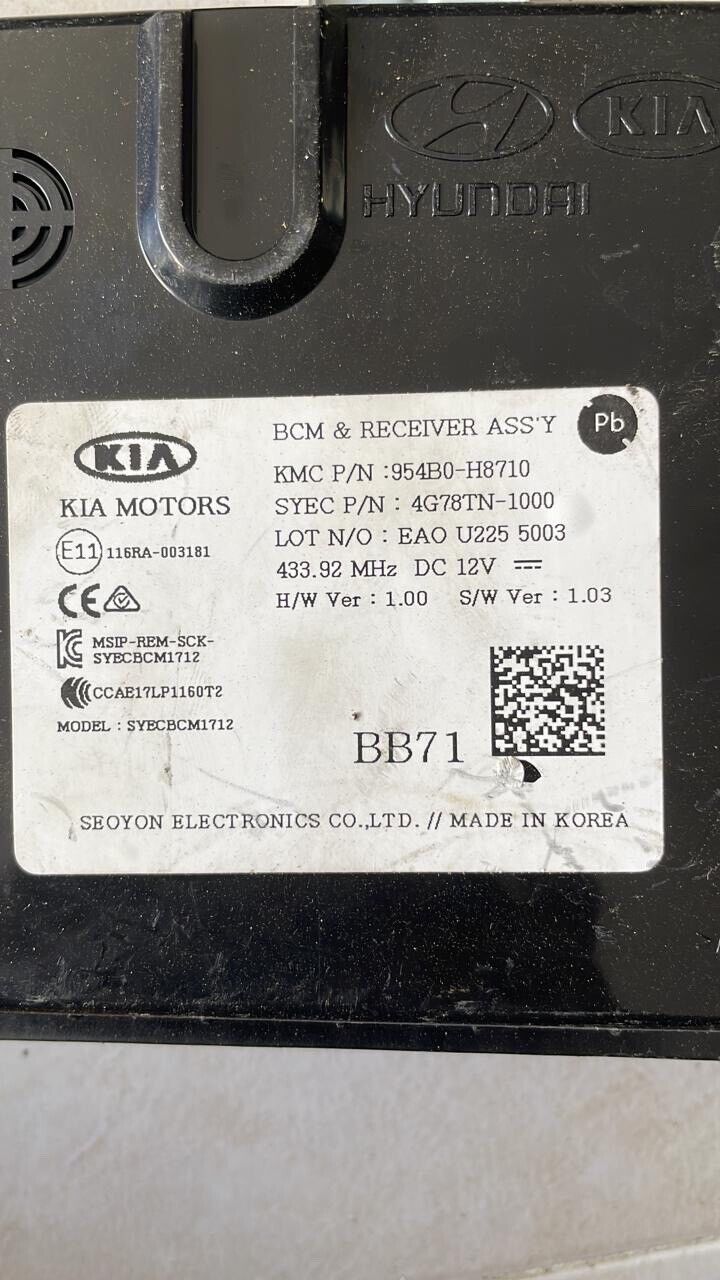 KIA
HYUNDAI
BCM & RECEIVER ASS'Y
Pb
KIA
KMC P/N :954B0-H8710
KIA MOTORS
SYEC P/N : 4G78TN-1000
E11 116RA-003181
LOT N/O : EAO U225 5003
433.92 MHz DC 12V
CE
H/W Ver : 1.00 S/W Ver : 1.03
MSIP-REM-SCK-
SYECBCM1712
CCAE17LP1160T2
MODEL : SYECBCM1712
BB71
SEOYON ELECTRONICS CO.,LTD. // MADE IN KOREA